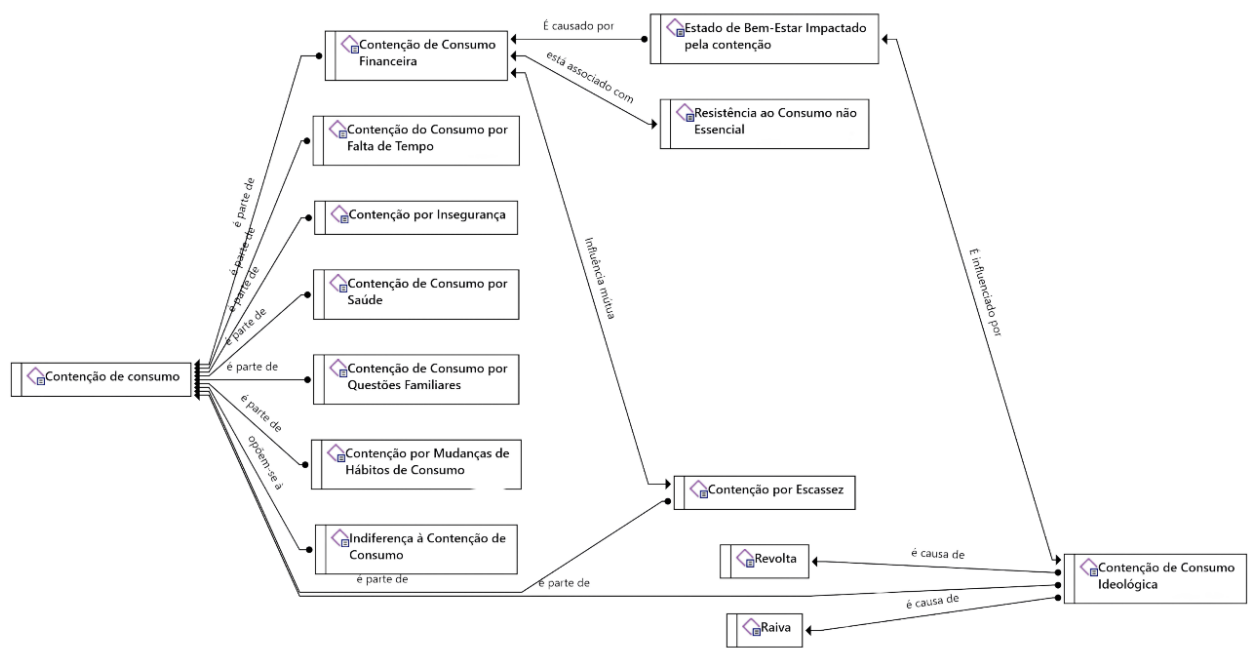 É causado por
Estado de Bem-Estar Impactado
pela contenção
Contenção de Consumo
Financeira
está associado com
Resistência ao Consumo não
Essencial
Contenção do Consumo por
Falta de Tempo
é parte de
Contenção por Insegurança
é parte de
é parte de
Influência mútua
É influenciado por
Contenção de Consumo por
Saúde
é parte de
Contenção de consumo
é parte de
Contenção de Consumo por
Questões Familiares
é parte de
Contenção por Mudanças de
Hábitos de Consumo
opõem-se à
Contenção por Escassez
Indiferença à Contenção de
Consumo
é parte de
é parte de
Revolta
é causa de
Contenção de Consumo
Ideológica
é causa de
Raiva